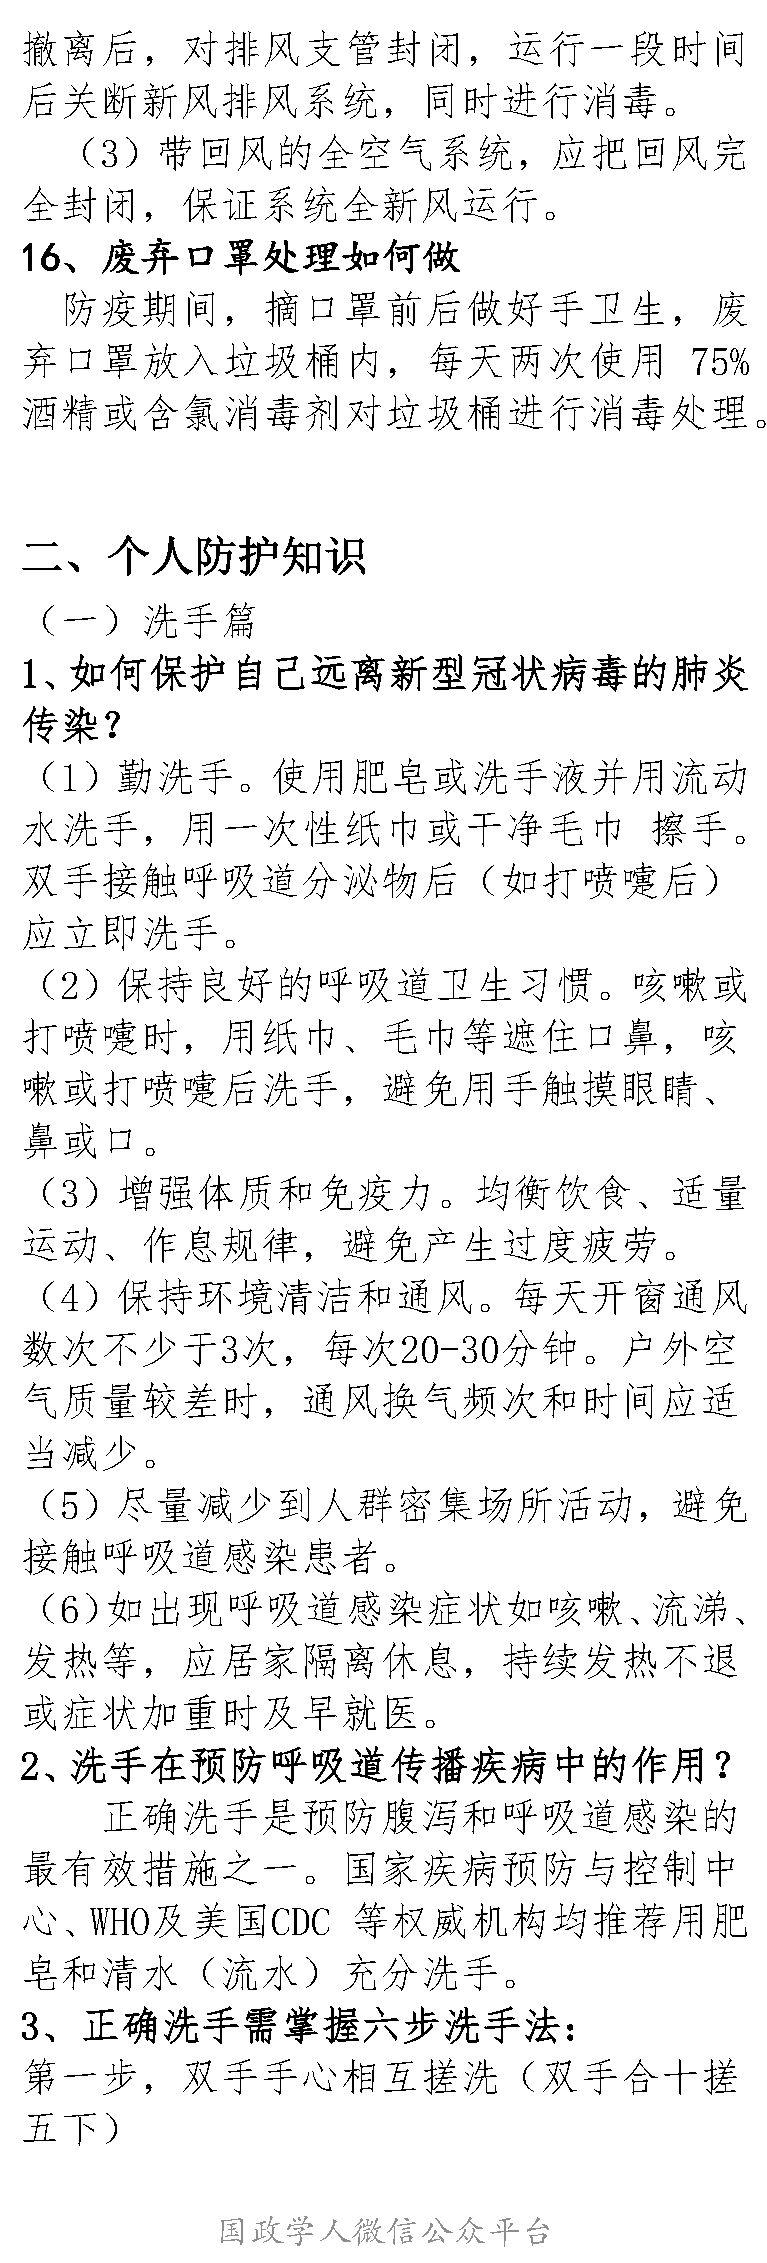 撤离后，对排风支管封闭，运行一段时间
后关断新风排风系统，同时进行消毒。
（3）带回风的全空气系统，应把回风完
全封闭，保证系统全新风运行。
16、废弃口罩处理如何做
防疫期间，摘口罩前后做好手卫生，废
弃口罩放入垃圾桶内，每天两次使用 75%
酒精或含氯消毒剂对垃圾桶进行消毒处理。
二、个人防护知识
（一）洗手篇
1、如何保护自己远离新型冠状病毒的肺炎
传染？
（1）勤洗手。使用肥皂或洗手液并用流动
水洗手，用一次性纸巾或干净毛巾 擦手。
双手接触呼吸道分泌物后（如打喷嚏后）
应立即洗手。
（2）保持良好的呼吸道卫生习惯。咳嗽或
打喷嚏时，用纸巾、毛巾等遮住口鼻，咳
嗽或打喷嚏后洗手，避免用手触摸眼睛、
鼻或口。
（3）增强体质和免疫力。均衡饮食、适量
运动、作息规律，避免产生过度疲劳。
（4）保持环境清洁和通风。每天开窗通风
数次不少于3次，每次20-30分钟。户外空
气质量较差时，通风换气频次和时间应适
当减少。
（5）尽量减少到人群密集场所活动，避免
接触呼吸道感染患者。
（6）如出现呼吸道感染症状如咳嗽、流涕、
发热等，应居家隔离休息，持续发热不退
或症状加重时及早就医。
2、洗手在预防呼吸道传播疾病中的作用？
正确洗手是预防腹泻和呼吸道感染的
最有效措施之一。国家疾病预防与控制中
心、WHO及美国CDC 等权威机构均推荐用肥
皂和清水（流水）充分洗手。
3、正确洗手需掌握六步洗手法：
第一步，双手手心相互搓洗（双手合十搓
五下）
国政学人微信公众平台